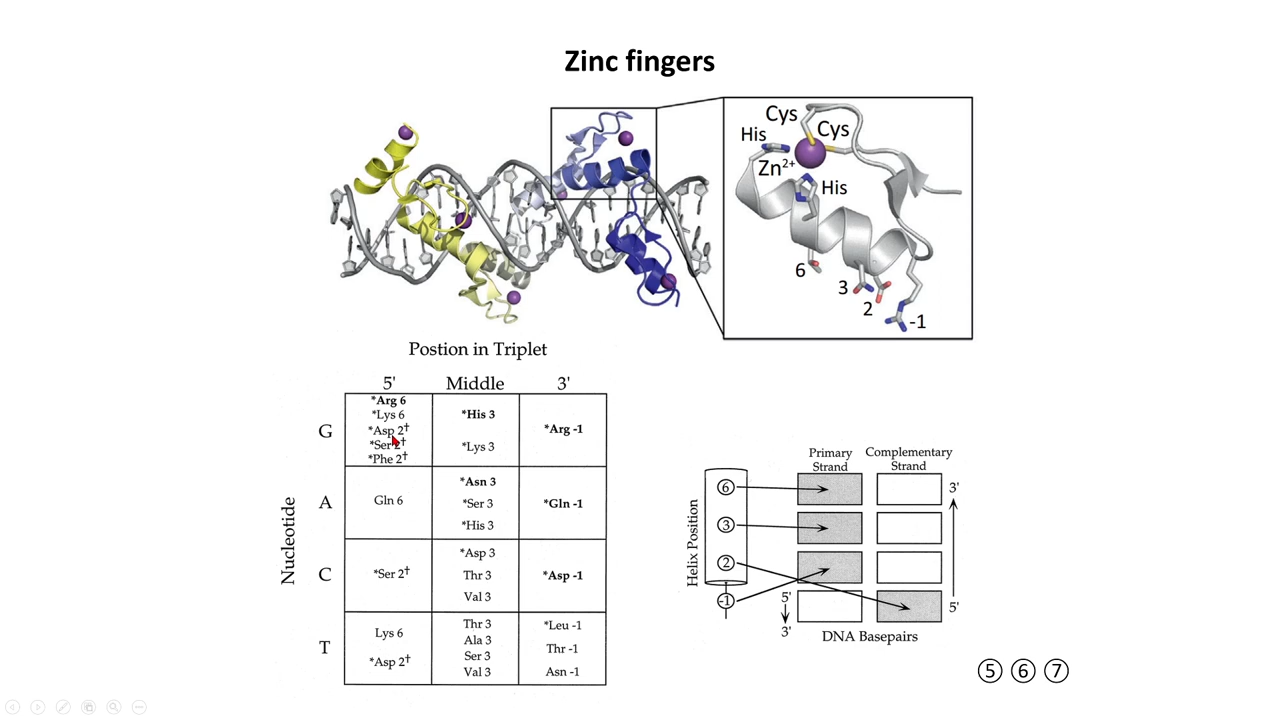 Zinc fingers
Cys
Cys
His
Zn2+
His
6
3
2
-1
Postion in Triplet
5'
Middle
3'
Nucleotide
G
*Arg 6
*Lys 6
*Asp 2†
*Ser 2†
*Phe 2†
*His 3
*Lys 3
*Arg -1
A
Gln 6
*Asn 3
*Ser 3
*His 3
*Gln -1
C
*Ser 2†
*Asp 3
Thr 3
Val 3
*Asp -1
T
Lys 6
*Asp 2†
Thr 3
Ala 3
Ser 3
Val 3
*Leu -1
Thr -1
Asn -1
Primary
Strand
Complementary
Strand
Helix Position
6
3
2
-1
5'
3'
3'
5'
DNA Basepairs
5 6 7